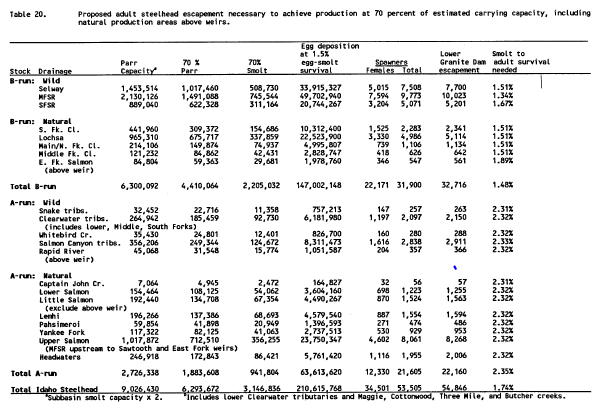 Table 20. Proposed adult steelhead escapement necessary to achieve production at 70 percent of estimated carrying capacity, including
natural production areas above weirs.
Egg deposition
at 1.5% Lower Smolt to
Parr 70 % 70% egg-smolt Spawners Granite Dam adult survival
Stock Drainage Capacityª Parr Smolt survival Females Total escapement needed
B-run: Wild
Selway 1,453,514 1,017,460 508,730 33,915,327 5,015 7,508 7,700 1.51%
MFSR 2,130,126 1,491,088 745,544 49,702,940 7,594 9,773 10,023 1.34%
SFSR 889,040 622,328 311,164 20,744,267 3,204 5,071 5,201 1.67%
B-run: Natural
S. Fk. Cl. 441,960 309,372 154,686 10,312,400 1,525 2,283 2,341 1.51%
Lochsa 965,310 675,717 337,859 22,523,900 3,330 4,986 5,114 1.51%
Main/N. Fk. Cl. 214,106 149,874 74,937 4,995,807 739 1,106 1,134 1.51%
Middle Fk. Cl. 121,232 84,862 42,431 2,828,747 418 626 642 1.51%
E. Fk. Salmon 84,804 59,363 29,681 1,978,760 346 547 561 1.89%
(above weir)
Total B-run 6,300,092 4,410,064 2,205,032 147,002,148 22,171 31,900 32,716 1.48%
A-run: Wild
Snake tribs. 32,452 22,716 11,358 757,213 147 257 263 2.31%
Clearwater tribs. 264,942 185,459 92,730 6,181,980 1,197 2,097 2,150 2.32%
(includes lower, Middle, South Forks)
Whitebird Cr. 35,430 24,801 12,401 826,700 160 280 288 2.32%
Salmon Canyon tribs. 356,206 249,344 124,672 8,311,473 1,616 2,838 2,911 2.33%
Rapid River 45,068 31,548 15,774 1,051,587 204 357 366 2.32%
(above weir)
A-run: Natural
Captain John Cr. 7,064 4,945 2,472 164,827 32 56 57 2.31%
Lower Salmon 154,464 108,125 54,062 3,604,160 698 1,223 1,255 2.32%
Little Salmon 192,440 134,708 67,354 4,490,267 870 1,524 1,563 2.32%
(exclude above weir)
Lemhi 196,266 137,386 68,693 4,579,540 887 1,554 1,594 2.32%
Pahsimeroi 59,854 41,898 20,949 1,396,593 271 474 486 2.32%
Yankee Fork 117,322 82,125 41,063 2,737,513 530 929 953 2.32%
Upper Salmon 1,017,872 712,510 356,255 23,750,347 4,602 8,061 8,268 2.32%
(MFSR upstream to Sawtooth and East Fork weirs)
Headwaters 246,918 172,843 86,421 5,761,420 1,116 1,955 2,006 2.32%
Total A-run 2,726,338 1,883,608 941,804 63,613,620 12,330 21,605 22,160 2.35%
Total Idaho Steelhead 9,026,430 6,293,672 3,146,836 210,615,768 34,501 53,505 54,846 1.74%
ªSubbasin smolt capacity x 2. Includes lower Clearwater tributaries and Maggie, Cottonwood, Three Mile, and Butcher creeks.